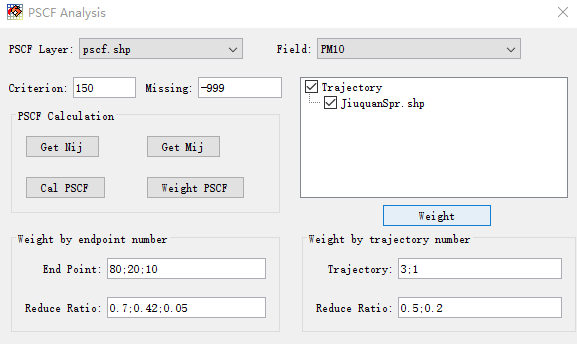 PSCF Analysis
PSCF Layer: pscf.shp Field: PM10
Criterion: 150 Missing: -999
Trajectory
JiuquanSpr.shp
PSCF Calculation
Get Nij Get Mij
Cal PSCF Weight PSCF
Weight
Weight by endpoint number
End Point: 80;20;10
Reduce Ratio: 0.7;0.42;0.05
Weight by trajectory number
Trajectory: 3;1
Reduce Ratio: 0.5;0.2